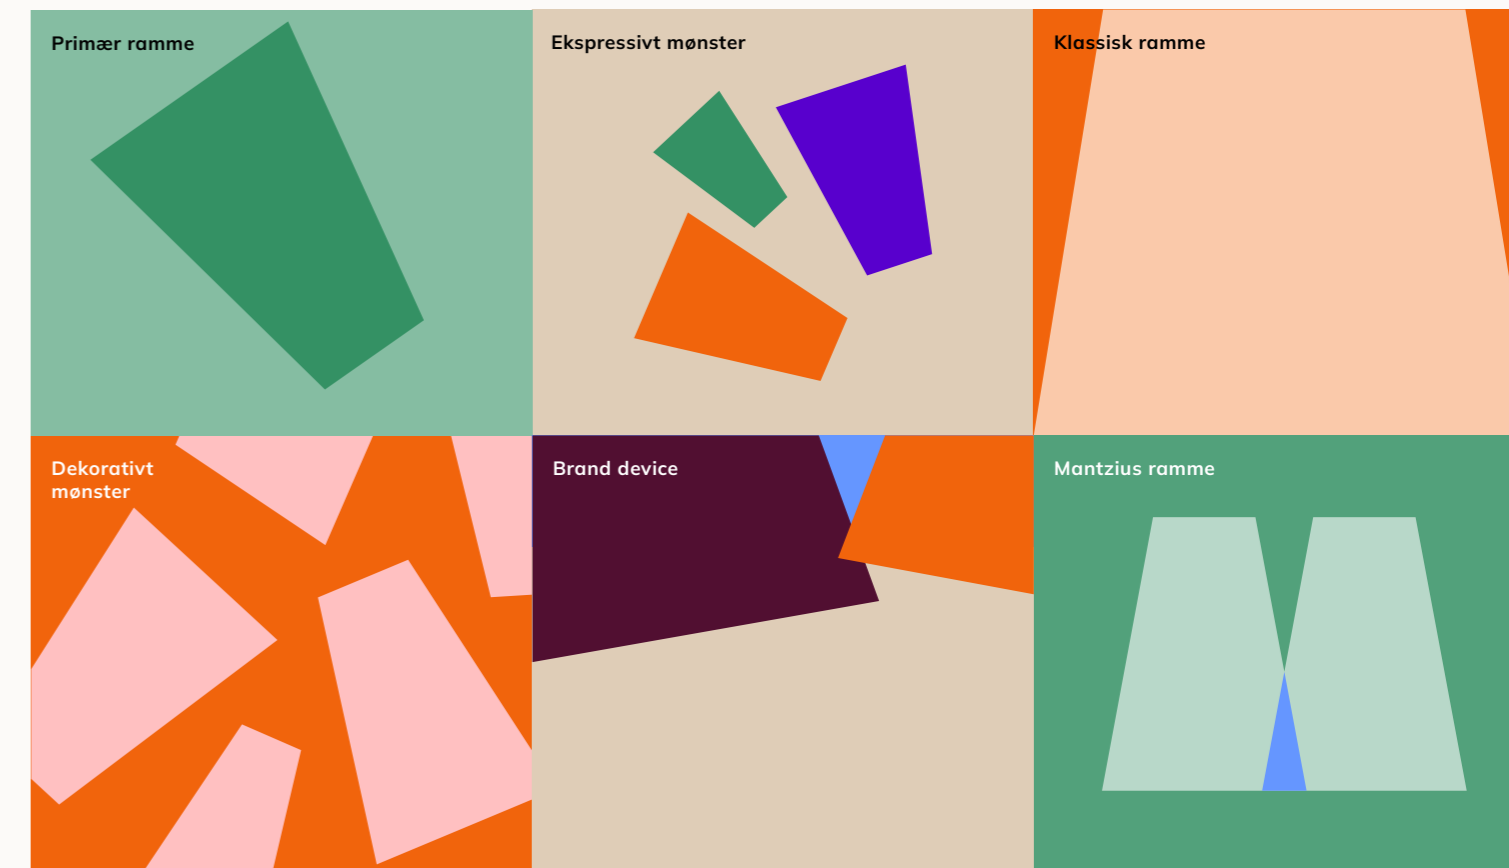 Primær ramme
Ekspressivt mønster
Klassisk ramme
Dekorativt
mønster
Brand device
Mantzius ramme